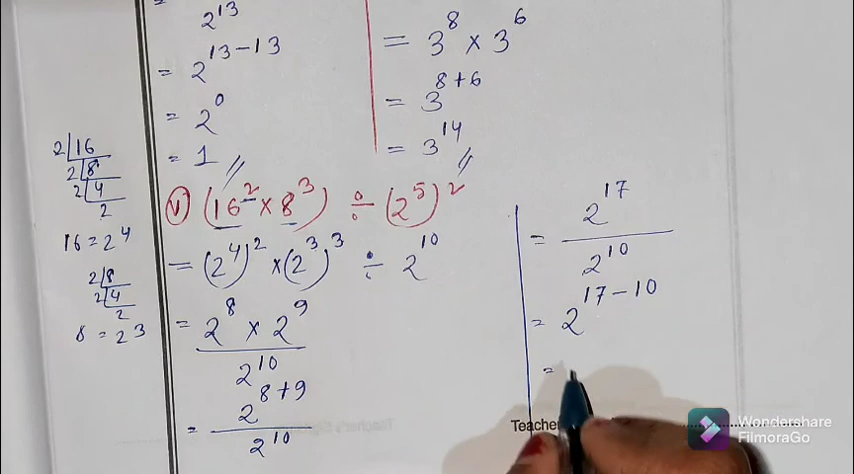 2^13
= 2^13-13
= 2^0
= 1 //
= 3^8 × 3^6
= 3^8+6
= 3^14 //
2 | 16
2 | 8
2 | 4
2
16 = 2^4
2 | 8
2 | 4
2
8 = 2^3
v) (16^2 × 8^3) ÷ (2^5)^2
= (2^4)^2 × (2^3)^3 ÷ 2^10
= 2^8 × 2^9
2^10
= 2^8+9
2^10
= 2^17
2^10
= 2^17-10
=
Teacher
Wondershare
FilmoraGo